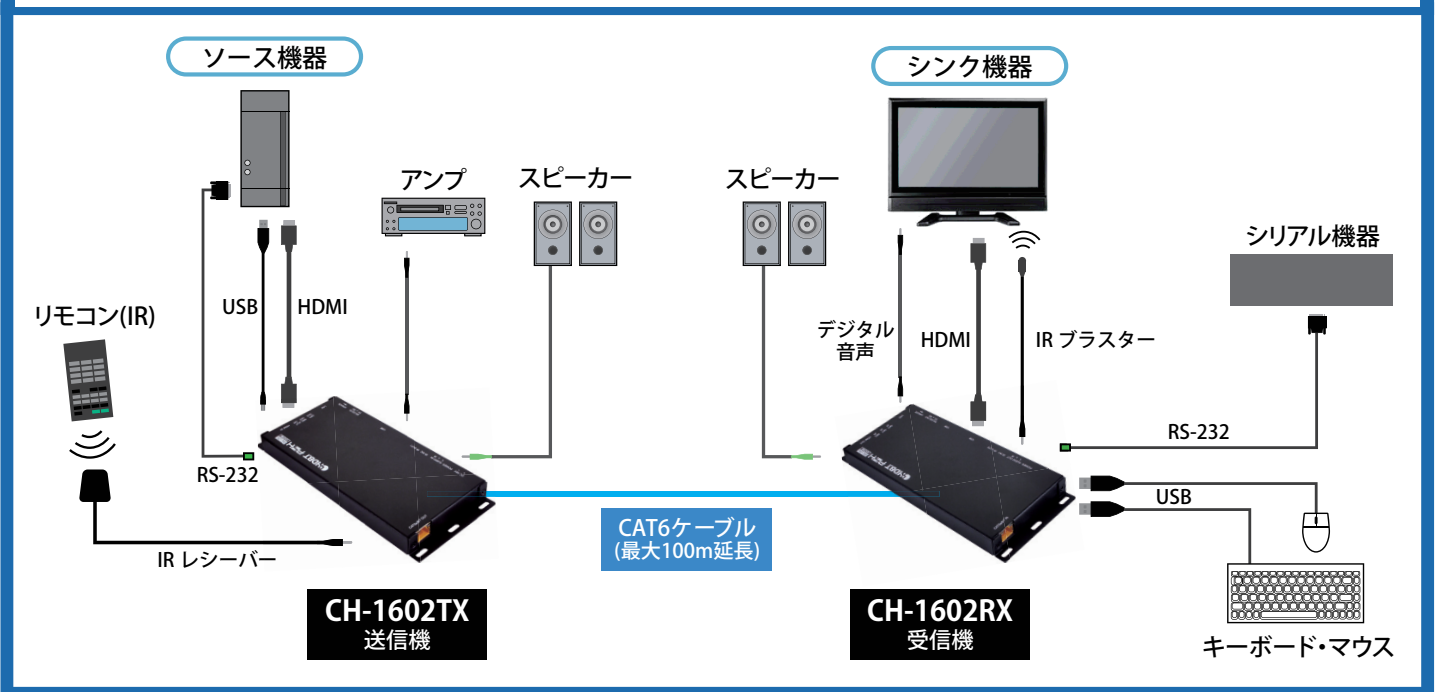 ソース機器
シンク機器
アンプ
スピーカー
スピーカー
シリアル機器
リモコン(IR)
USB
HDMI
デジタル
音声
HDMI
IR ブラスター
RS-232
RS-232
USB
IR レシーバー
CAT6ケーブル
(最大100m延長)
CH-1602TX
送信機
CH-1602RX
受信機
キーボード・マウス